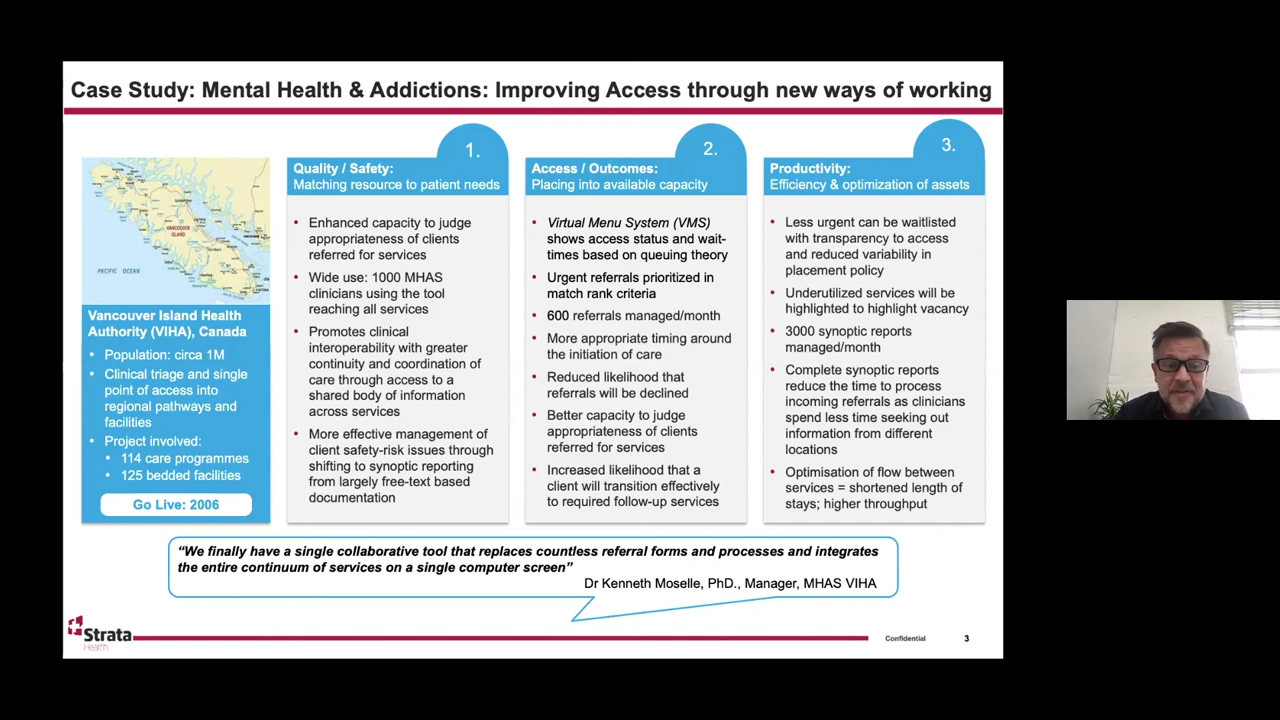 Case Study: Mental Health & Addictions: Improving Access through new ways of working
VANCOUVER
ISLAND
PACIFIC OCEAN
Vancouver Island Health
Authority (VIHA), Canada
• Population: circa 1M
• Clinical triage and single
point of access into
regional pathways and
facilities
• Project involved:
• 114 care programmes
• 125 bedded facilities
Go Live: 2006
1.
Quality / Safety:
Matching resource to patient needs
• Enhanced capacity to judge
appropriateness of clients
referred for services
• Wide use: 1000 MHAS
clinicians using the tool
reaching all services
• Promotes clinical
interoperability with greater
continuity and coordination of
care through access to a
shared body of information
across services
• More effective management of
client safety-risk issues through
shifting to synoptic reporting
from largely free-text based
documentation
2.
Access / Outcomes:
Placing into available capacity
• Virtual Menu System (VMS)
shows access status and wait-
times based on queuing theory
• Urgent referrals prioritized in
match rank criteria
• 600 referrals managed/month
• More appropriate timing around
the initiation of care
• Reduced likelihood that
referrals will be declined
• Better capacity to judge
appropriateness of clients
referred for services
• Increased likelihood that a
client will transition effectively
to required follow-up services
3.
Productivity:
Efficiency & optimization of assets
• Less urgent can be waitlisted
with transparency to access
and reduced variability in
placement policy
• Underutilized services will be
highlighted to highlight vacancy
• 3000 synoptic reports
managed/month
• Complete synoptic reports
reduce the time to process
incoming referrals as clinicians
spend less time seeking out
information from different
locations
• Optimisation of flow between
services = shortened length of
stays; higher throughput
“We finally have a single collaborative tool that replaces countless referral forms and processes and integrates
the entire continuum of services on a single computer screen”
Dr Kenneth Moselle, PhD., Manager, MHAS VIHA
Strata
Health
Confidential
3